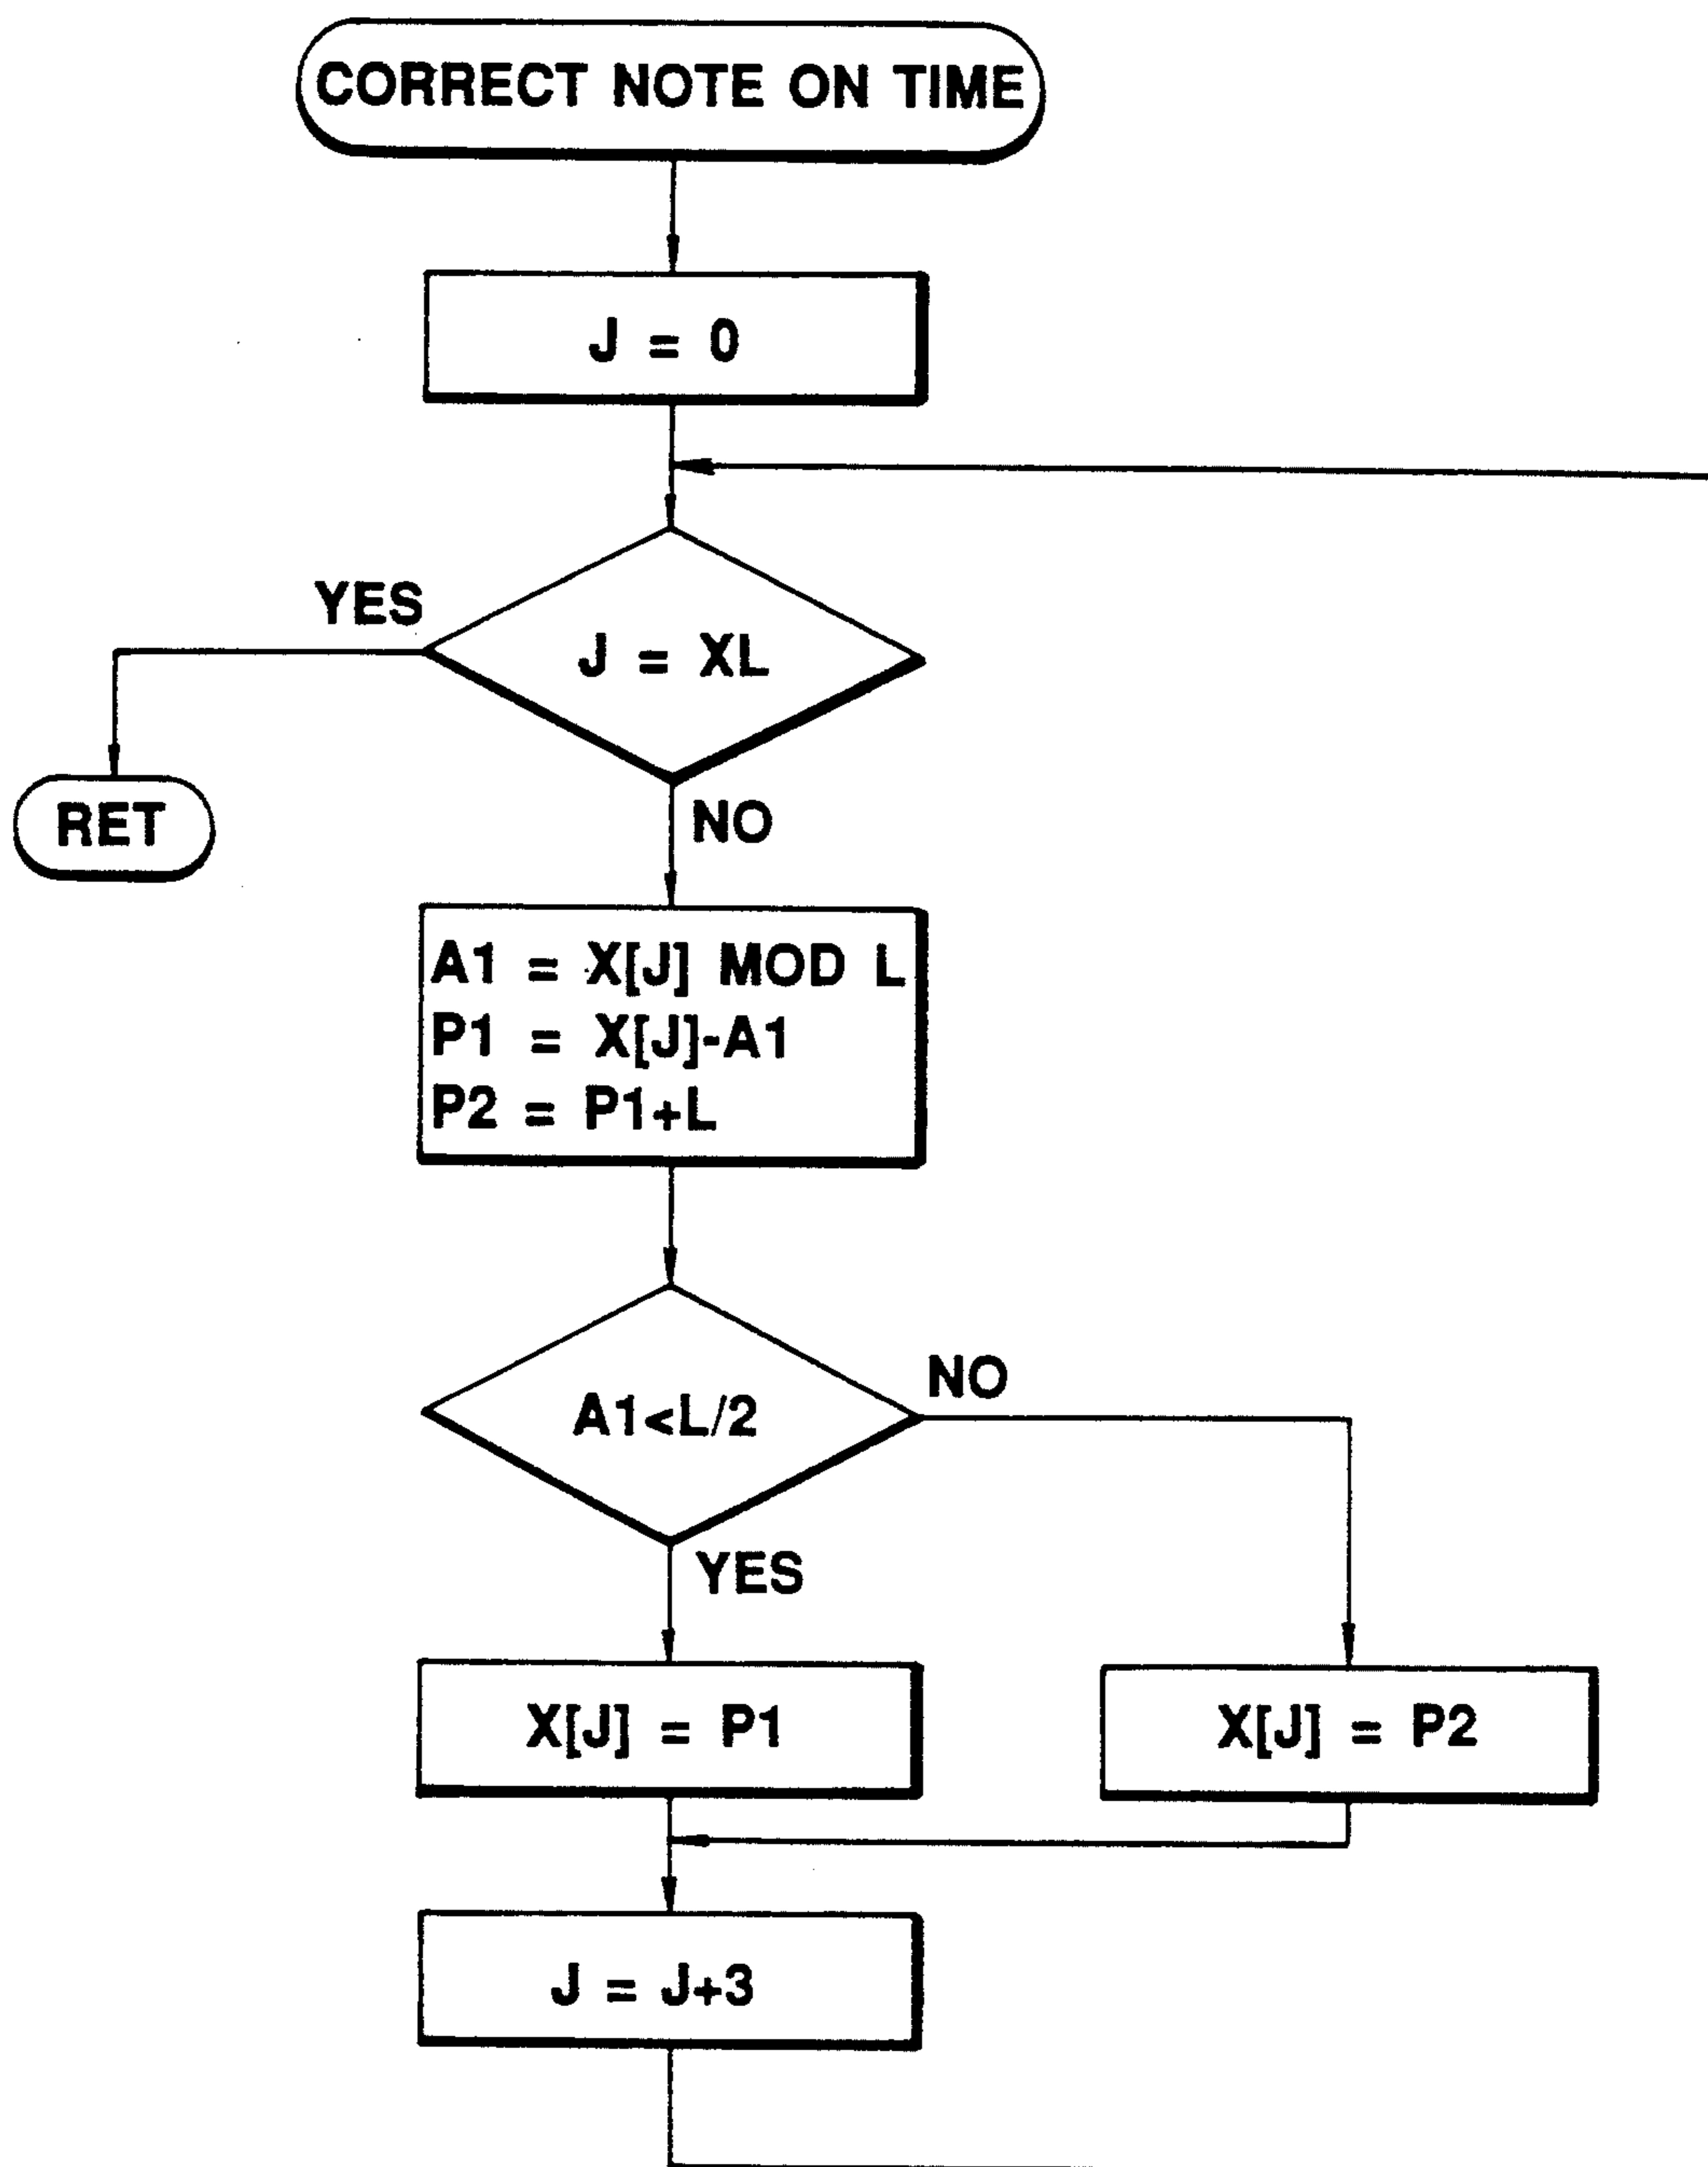 CORRECT NOTE ON TIME
J = 0
YES
J = XL
RET
NO
A1 = X[J] MOD L
P1 = X[J]-A1
P2 = P1+L
NO
A1<L/2
YES
X[J] = P1
X[J] = P2
J = J+3